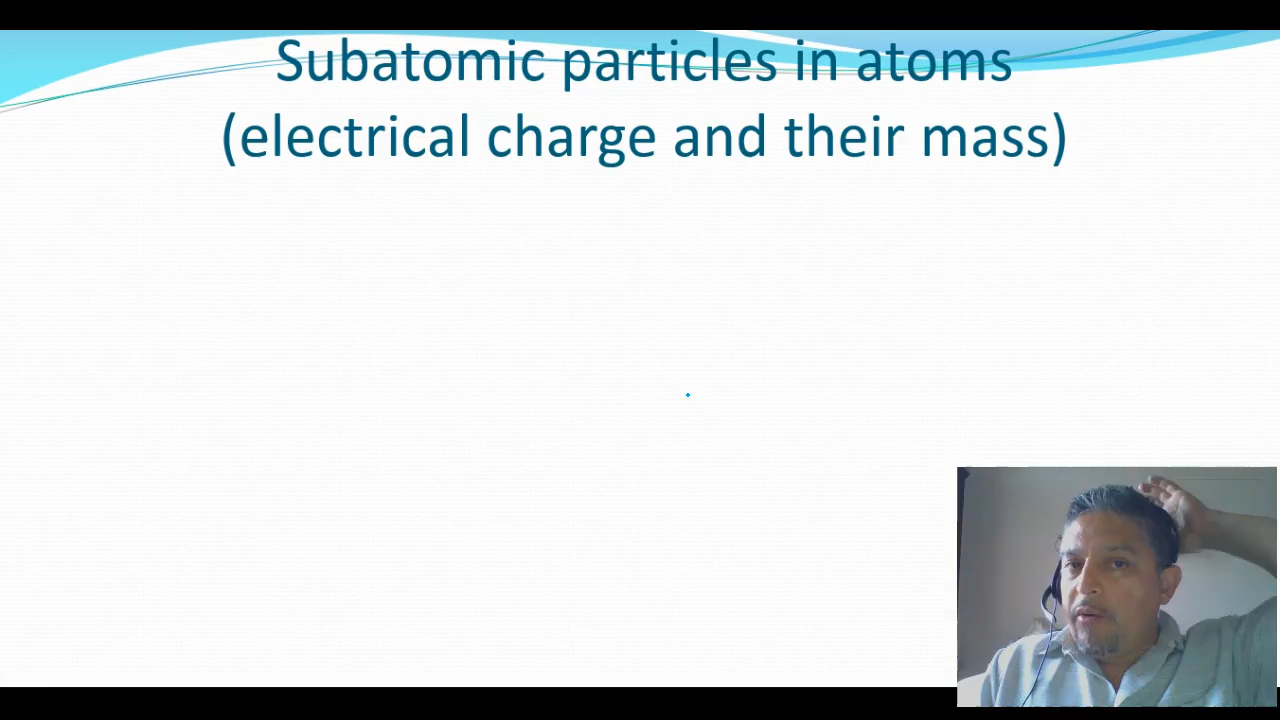 Subatomic particles in atoms
(electrical charge and their mass)